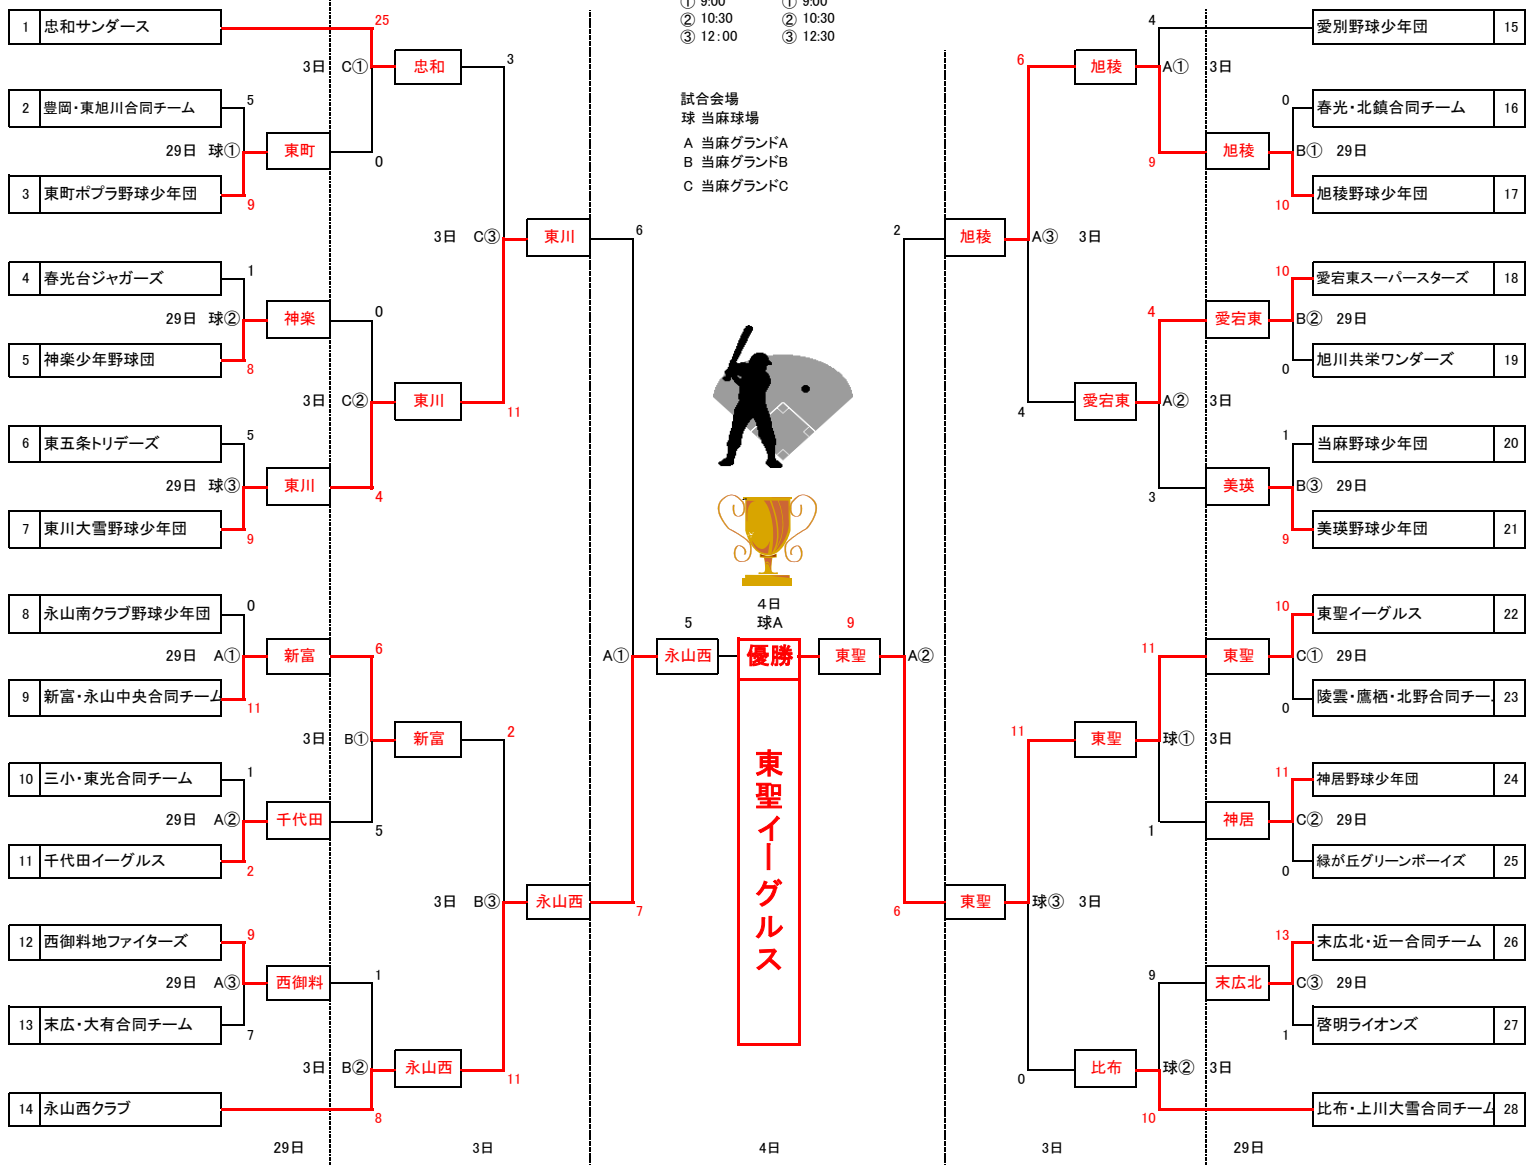 ① 9:00 ① 9:00
② 10:30 ② 10:30
③ 12:00 ③ 12:30
試合会場
球 当麻球場
A 当麻グランドA
B 当麻グランドB
C 当麻グランドC
1 忠和サンダース
25
3日 C① 忠和
3
2 豊岡・東旭川合同チーム
5
29日 球① 東町
0
3 東町ポプラ野球少年団
9
3日 C③ 東川
6
4 春光台ジャガーズ
1
29日 球② 神楽
0
5 神楽少年野球団
8
3日 C② 東川
11
6 東五条トリデーズ
5
29日 球③ 東川
4
7 東川大雪野球少年団
9
8 永山南クラブ野球少年団
0
29日 A① 新富
6
9 新富・永山中央合同チーム
11
3日 B① 新富
2
10 三小・東光合同チーム
1
29日 A② 千代田
5
11 千代田イーグルス
2
3日 B③ 永山西
7
12 西御料地ファイターズ
9
29日 A③ 西御料
1
13 末広・大有合同チーム
7
3日 B② 永山西
11
14 永山西クラブ
8
4日
球A
5
9
A① 永山西 優勝 東聖 A②
東聖イーグルス
4
愛別野球少年団 15
6
旭稜 A① 3日
0
春光・北鎮合同チーム 16
旭稜 B① 29日
9
10
旭稜野球少年団 17
2
旭稜 A③ 3日
10
愛宕東スーパースターズ 18
4
愛宕東 B② 29日
0
旭川共栄ワンダーズ 19
4
愛宕東 A② 3日
1
当麻野球少年団 20
3
美瑛 B③ 29日
9
美瑛野球少年団 21
10
東聖イーグルス 22
11
東聖 C① 29日
0
陵雲・鷹栖・北野合同チー 23
11
東聖 球① 3日
11
神居野球少年団 24
1
神居 C② 29日
0
緑が丘グリーンボーイズ 25
6
東聖 球③ 3日
13
末広北・近一合同チーム 26
9
末広北 C③ 29日
1
啓明ライオンズ 27
0
比布 球② 3日
10
比布・上川大雪合同チーム 28
29日 3日 4日 3日 29日